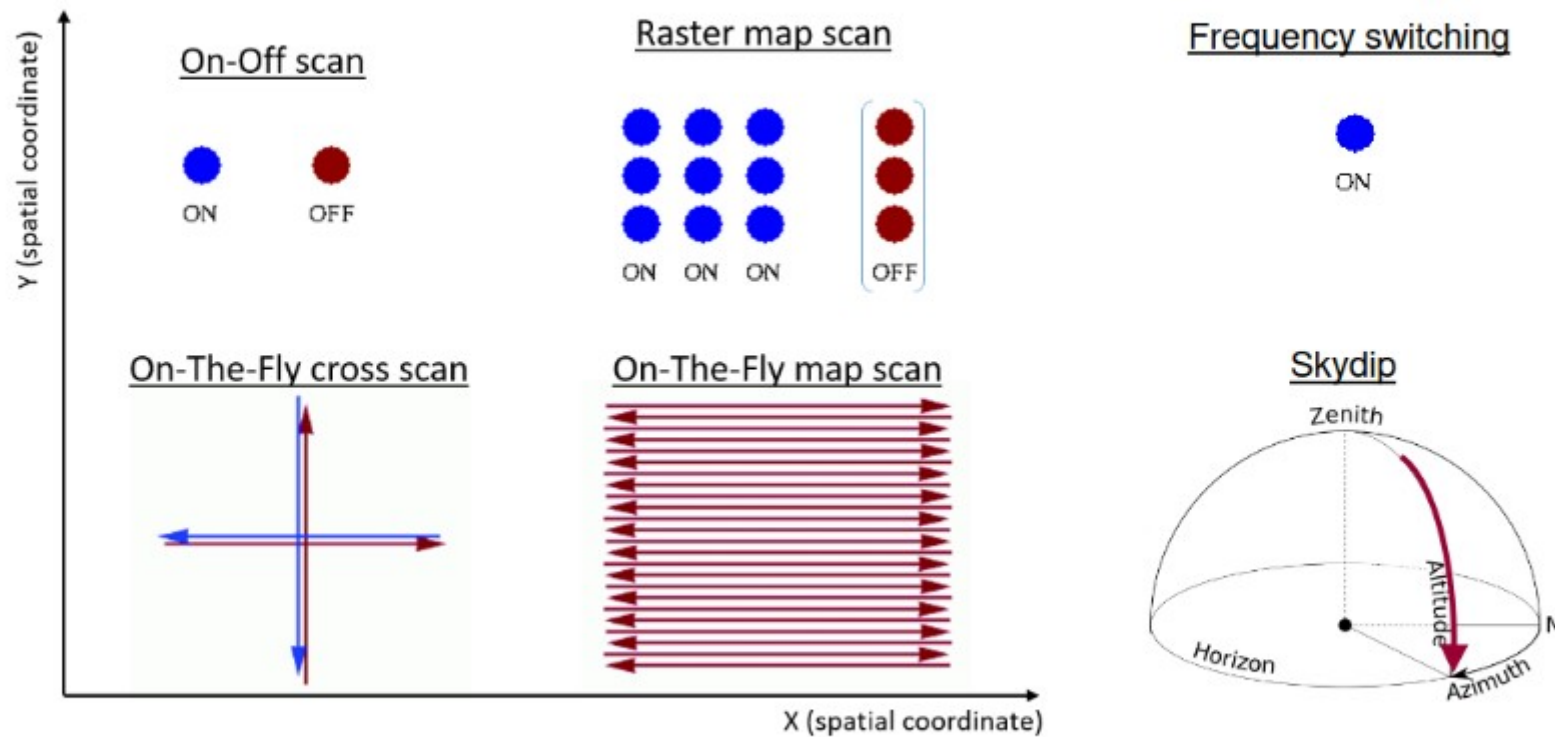 Y (spatial coordinate)
On-Off scan
ON OFF
Raster map scan
ON ON ON OFF
Frequency switching
ON
On-The-Fly cross scan
On-The-Fly map scan
Skydip
Zenith
Altitude
N
Horizon
Azimuth
X (spatial coordinate)